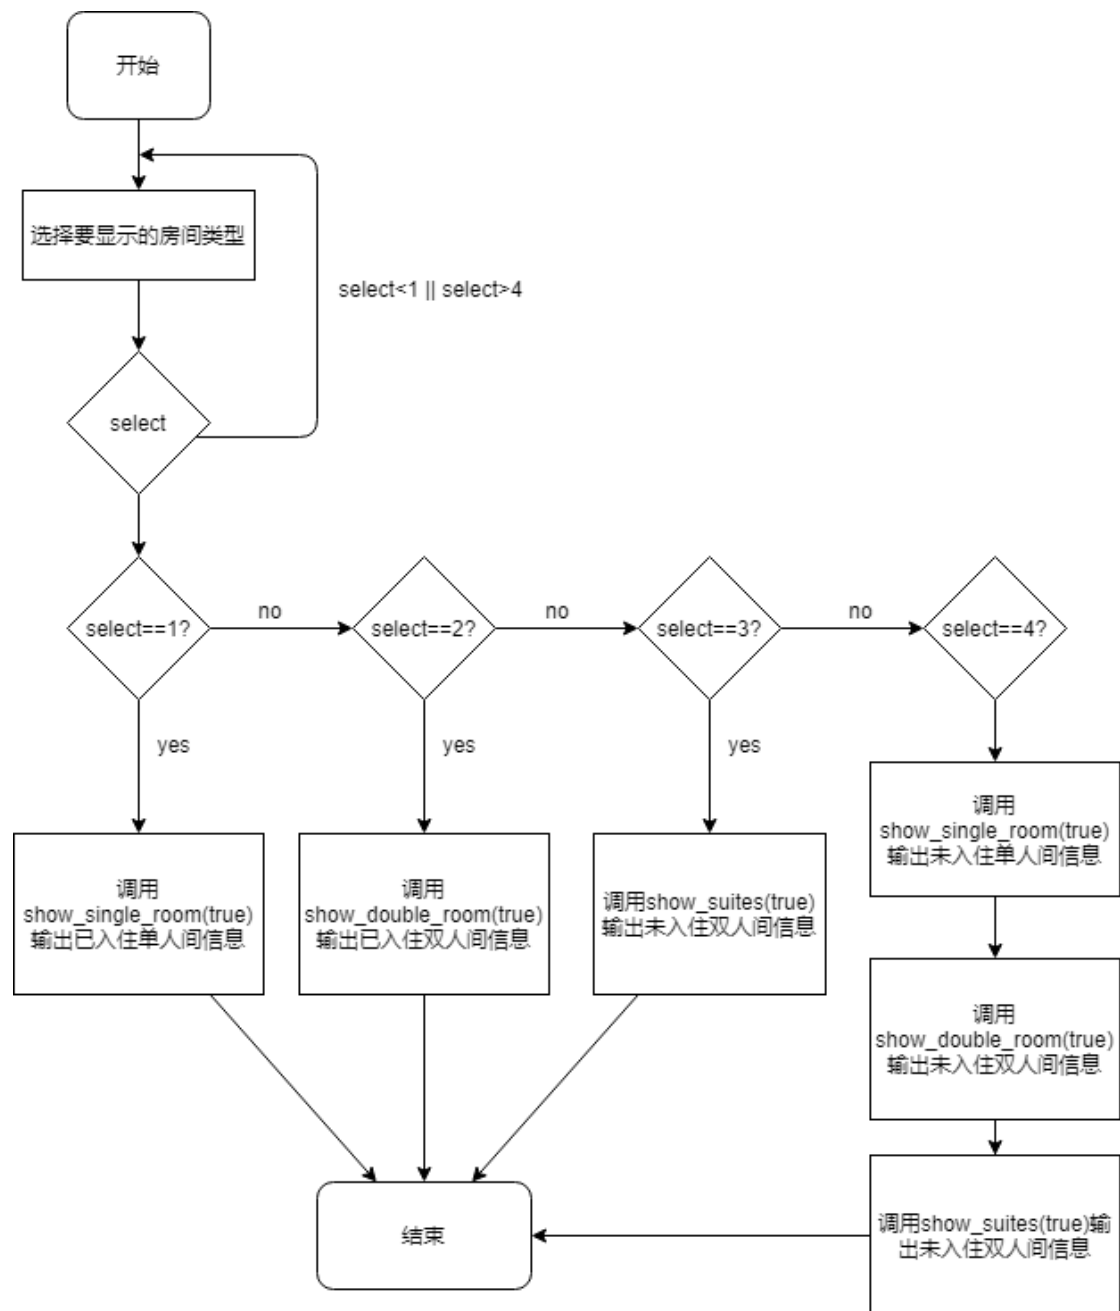 开始
选择要显示的房间类型
select<1 || select>4
select
select==1?
no
select==2?
no
select==3?
no
select==4?
yes
yes
yes
调用
show_single_room(true)
输出已入住单人间信息
调用
show_double_room(true)
输出已入住双人间信息
调用show_suites(true)
输出未入住双人间信息
调用
show_single_room(true)
输出未入住单人间信息
调用
show_double_room(true)
输出未入住双人间信息
调用show_suites(true)输
出未入住双人间信息
结束